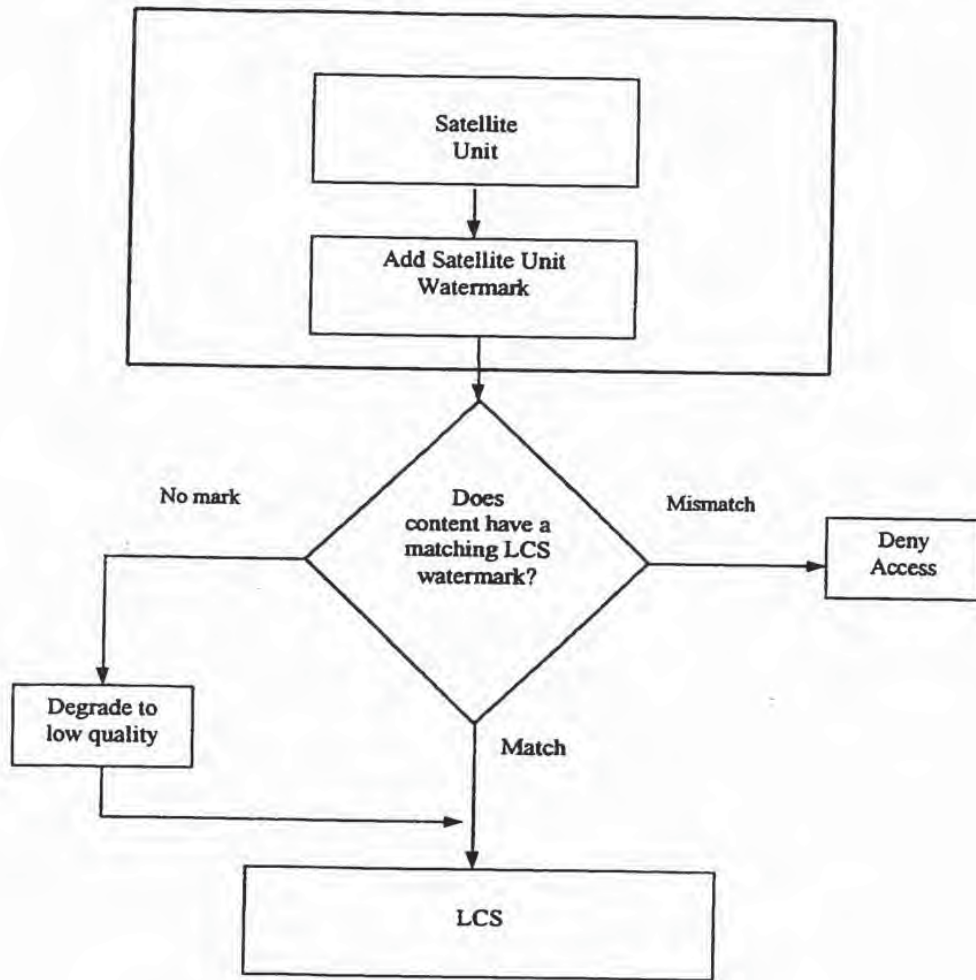 Satellite
Unit
Add Satellite Unit
Watermark
No mark
Does
content have a
matching LCS
watermark?
Mismatch
Deny
Access
Degrade to
low quality
Match
LCS